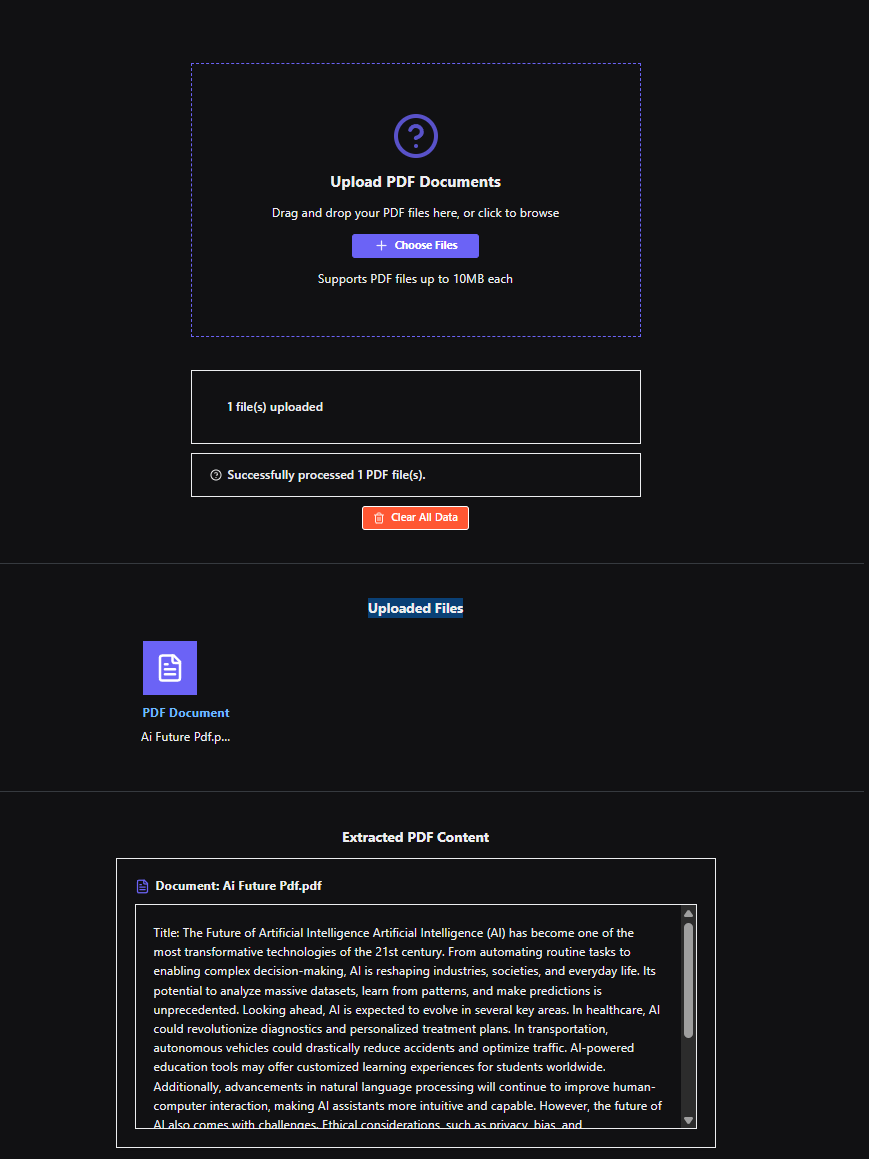 Upload PDF Documents
Drag and drop your PDF files here, or click to browse
Choose Files
Supports PDF files up to 10MB each
1 file(s) uploaded
Successfully processed 1 PDF file(s).
Clear All Data
Uploaded Files
PDF Document
Ai Future Pdf.p...
Extracted PDF Content
Document: Ai Future Pdf.pdf
Title: The Future of Artificial Intelligence Artificial Intelligence (AI) has become one of the
most transformative technologies of the 21st century. From automating routine tasks to
enabling complex decision-making, AI is reshaping industries, societies, and everyday life. Its
potential to analyze massive datasets, learn from patterns, and make predictions is
unprecedented. Looking ahead, AI is expected to evolve in several key areas. In healthcare, AI
could revolutionize diagnostics and personalized treatment plans. In transportation,
autonomous vehicles could drastically reduce accidents and optimize traffic. AI-powered
education tools may offer customized learning experiences for students worldwide.
Additionally, advancements in natural language processing will continue to improve human-
computer interaction, making AI assistants more intuitive and capable. However, the future of
AI also comes with challenges. Ethical considerations, such as privacy, bias, and